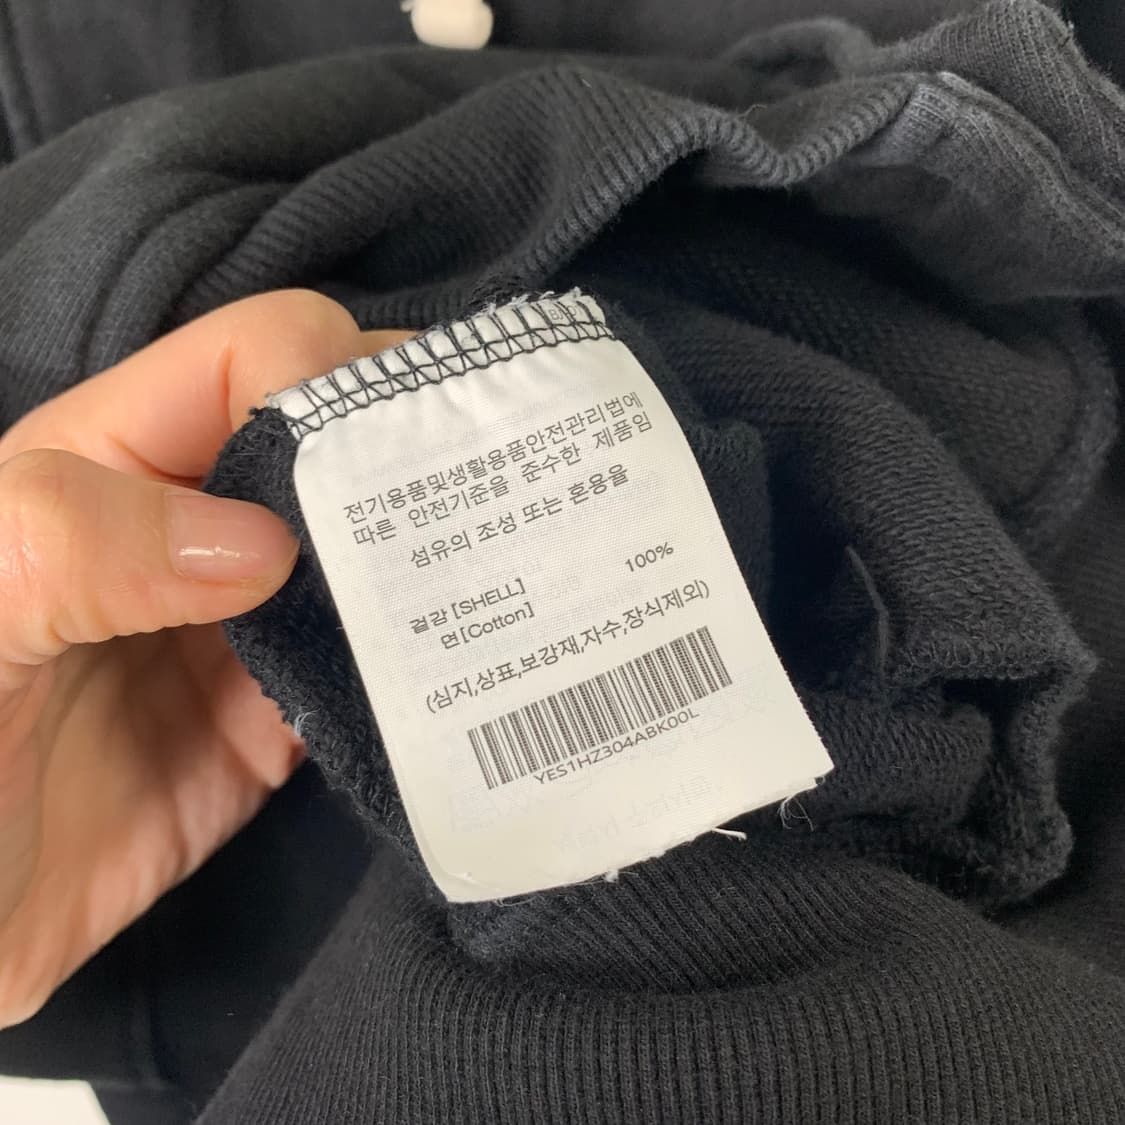 전기용품및생활용품안전관리법에
따른 안전기준을 준수한 제품임
섬유의 조성 또는 혼용율
겉감 [SHELL]
면[Cotton] 100%
(심지,상표,보강재,자수,장식제외)
YES1HZ304ABK00L